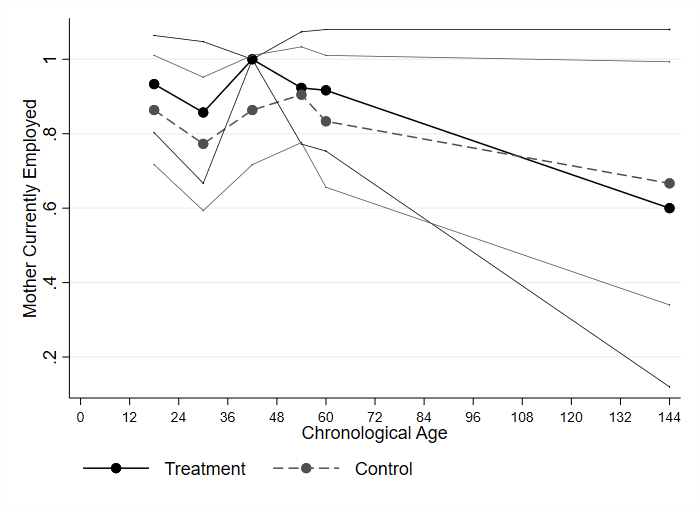 Mother Currently Employed
1
.8
.6
.4
.2
0 12 24 36 48 60 72 84 96 108 120 132 144
Chronological Age
Treatment Control